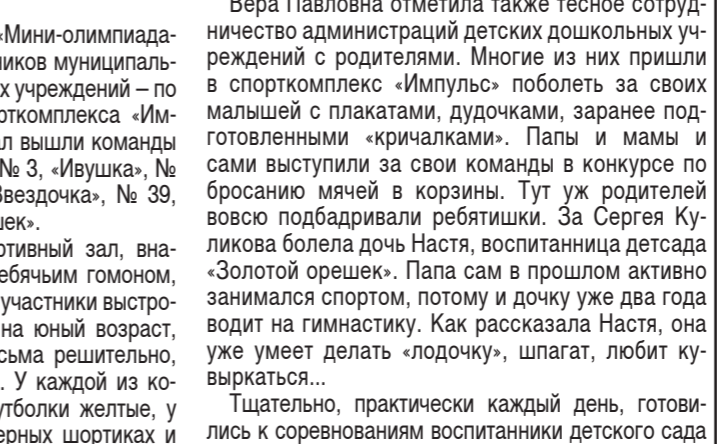 «Мини-олимпиада-
ников муниципаль-
х учреждений – по
орткомплекса «Им-
ал вышли команды
№ 3, «Ивушка», №
Звездочка», № 39,
шек».
ртивный зал, вна-
ебячьим гомоном,
участники выстро-
на юный возраст,
сьма решительно,
. У каждой из ко-
утболки желтые, у
ерных шортиках и
Вера Павловна отметила также тесное сотруд-
ничество администраций детских дошкольных уч-
реждений с родителями. Многие из них пришли
в спорткомплекс «Импульс» поболеть за своих
малышей с плакатами, дудочками, заранее под-
готовленными «кричалками». Папы и мамы и
сами выступили за свои команды в конкурсе по
бросанию мячей в корзины. Тут уж родителей
вовсю подбадривали ребятишки. За Сергея Ку-
ликова болела дочь Настя, воспитанница детсада
«Золотой орешек». Папа сам в прошлом активно
занимался спортом, потому и дочку уже два года
водит на гимнастику. Как рассказала Настя, она
уже умеет делать «лодочку», шпагат, любит ку-
выркаться...
Тщательно, практически каждый день, готови-
лись к соревнованиям воспитанники детского сада